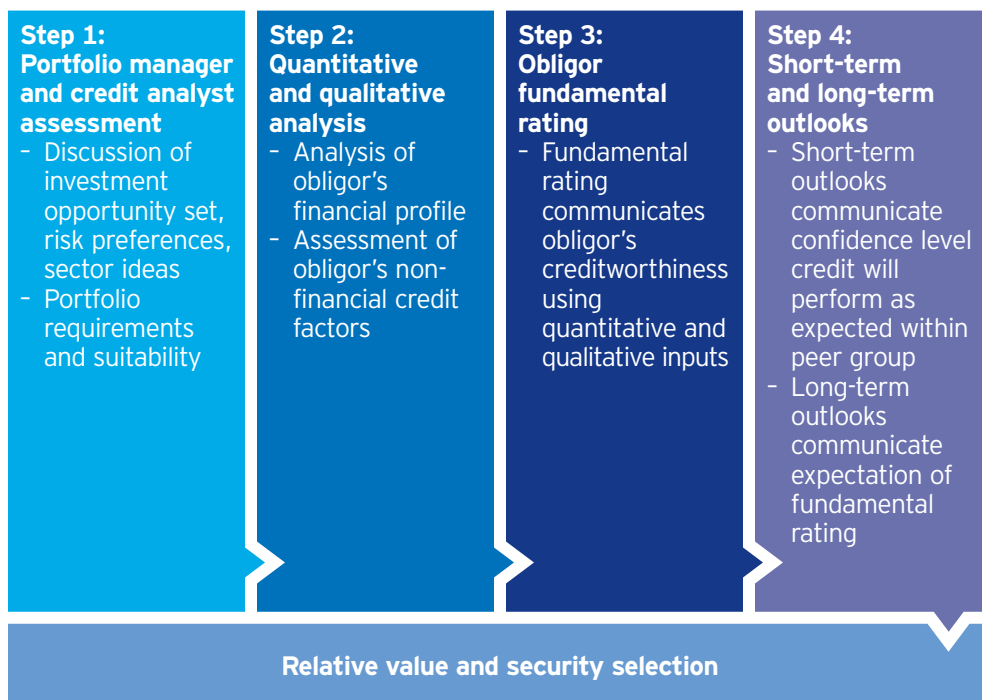 Step 1:
Portfolio manager
and credit analyst
assessment
- Discussion of
investment
opportunity set,
risk preferences,
sector ideas
- Portfolio
requirements
and suitability
Step 2:
Quantitative
and qualitative
analysis
- Analysis of
obligor’s
financial profile
- Assessment of
obligor’s non-
financial credit
factors
Step 3:
Obligor
fundamental
rating
- Fundamental
rating
communicates
obligor’s
creditworthiness
using
quantitative and
qualitative inputs
Step 4:
Short-term
and long-term
outlooks
- Short-term
outlooks
communicate
confidence level
credit will
perform as
expected within
peer group
- Long-term
outlooks
communicate
expectation of
fundamental
rating
Relative value and security selection